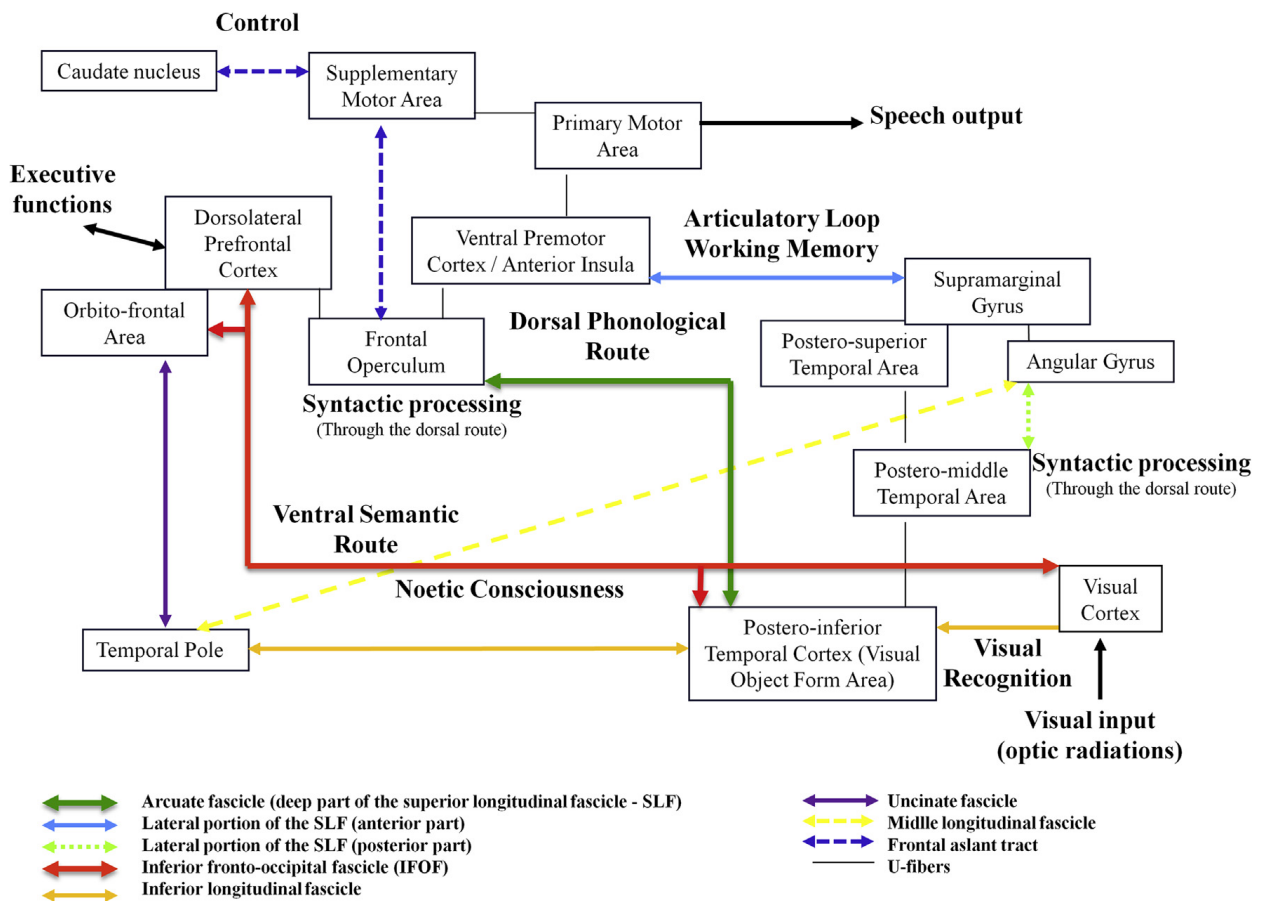 Control
Caudate nucleus
Supplementary
Motor Area
Primary Motor
Area
Speech output
Executive
functions
Dorsolateral
Prefrontal
Cortex
Ventral Premotor
Cortex / Anterior Insula
Articulatory Loop
Working Memory
Supramarginal
Gyrus
Orbito-frontal
Area
Frontal
Operculum
Dorsal Phonological
Route
Postero-superior
Temporal Area
Angular Gyrus
Syntactic processing
(Through the dorsal route)
Postero-middle
Temporal Area
Syntactic processing
(Through the dorsal route)
Ventral Semantic
Route
Noetic Consciousness
Visual
Cortex
Temporal Pole
Postero-inferior
Temporal Cortex (Visual
Object Form Area)
Visual
Recognition
Visual input
(optic radiations)
Arcuate fascicle (deep part of the superior longitudinal fascicle - SLF)
Lateral portion of the SLF (anterior part)
Lateral portion of the SLF (posterior part)
Inferior fronto-occipital fascicle (IFOF)
Inferior longitudinal fascicle
Uncinate fascicle
Midlle longitudinal fascicle
Frontal aslant tract
U-fibers